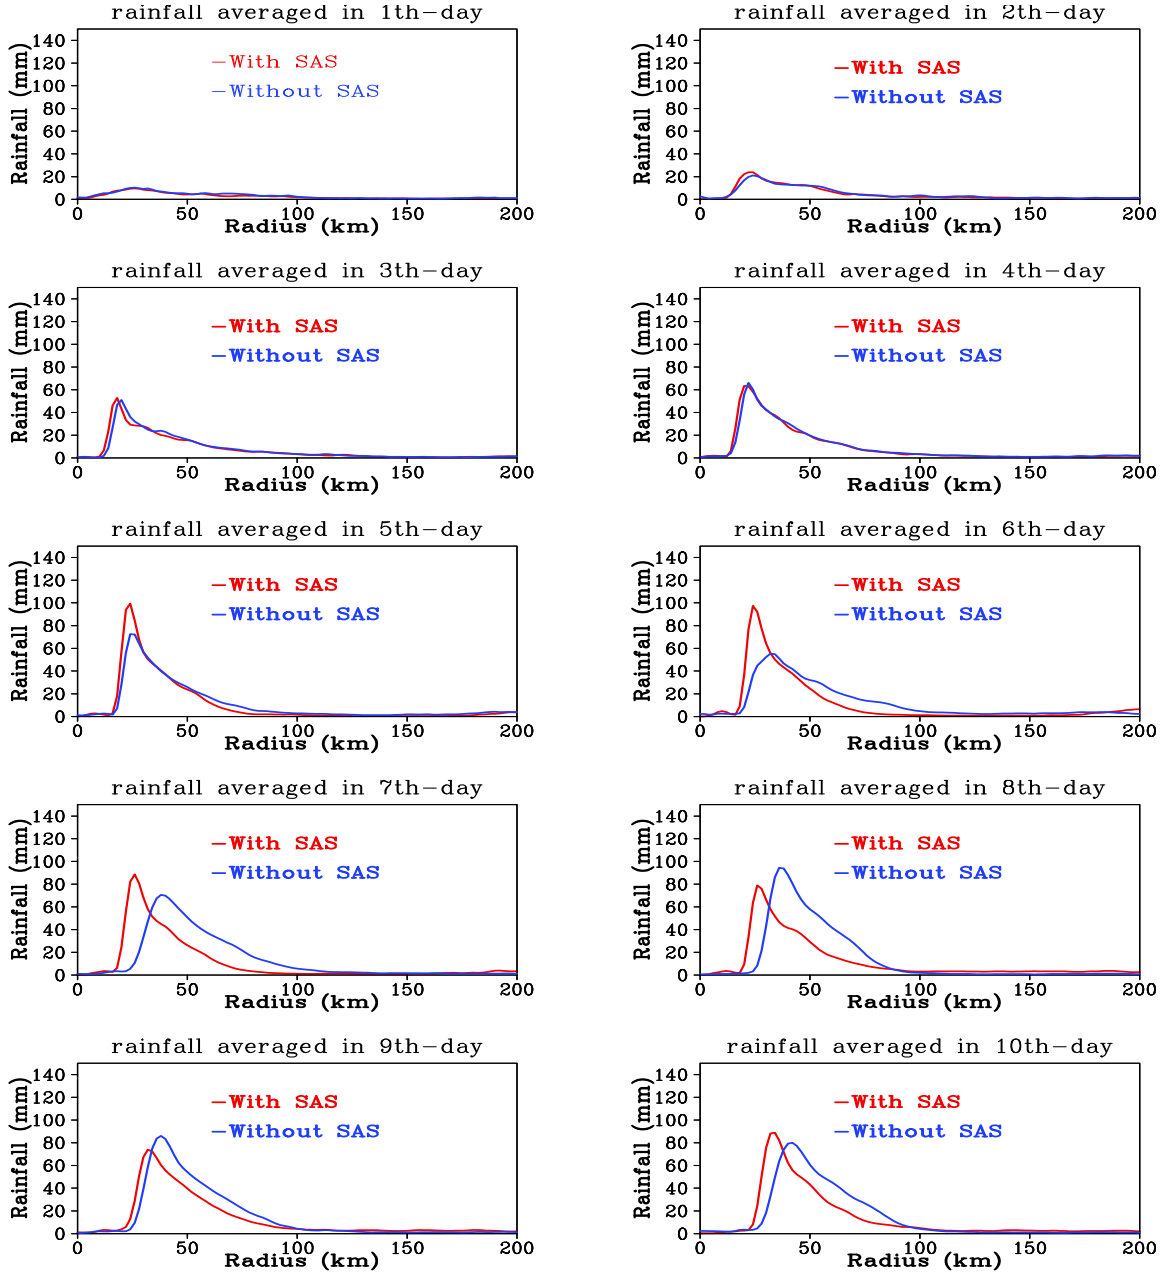 rainfall averaged in 1th-day
Rainfall (mm)
140
120
100
80
60
40
20
0
-With SAS
-Without SAS
0 50 100 150 200
Radius (km)
rainfall averaged in 2th-day
Rainfall (mm)
140
120
100
80
60
40
20
0
-With SAS
-Without SAS
0 50 100 150 200
Radius (km)
rainfall averaged in 3th-day
Rainfall (mm)
140
120
100
80
60
40
20
0
-With SAS
-Without SAS
0 50 100 150 200
Radius (km)
rainfall averaged in 4th-day
Rainfall (mm)
140
120
100
80
60
40
20
0
-With SAS
-Without SAS
0 50 100 150 200
Radius (km)
rainfall averaged in 5th-day
Rainfall (mm)
140
120
100
80
60
40
20
0
-With SAS
-Without SAS
0 50 100 150 200
Radius (km)
rainfall averaged in 6th-day
Rainfall (mm)
140
120
100
80
60
40
20
0
-With SAS
-Without SAS
0 50 100 150 200
Radius (km)
rainfall averaged in 7th-day
Rainfall (mm)
140
120
100
80
60
40
20
0
-With SAS
-Without SAS
0 50 100 150 200
Radius (km)
rainfall averaged in 8th-day
Rainfall (mm)
140
120
100
80
60
40
20
0
-With SAS
-Without SAS
0 50 100 150 200
Radius (km)
rainfall averaged in 9th-day
Rainfall (mm)
140
120
100
80
60
40
20
0
-With SAS
-Without SAS
0 50 100 150 200
Radius (km)
rainfall averaged in 10th-day
Rainfall (mm)
140
120
100
80
60
40
20
0
-With SAS
-Without SAS
0 50 100 150 200
Radius (km)